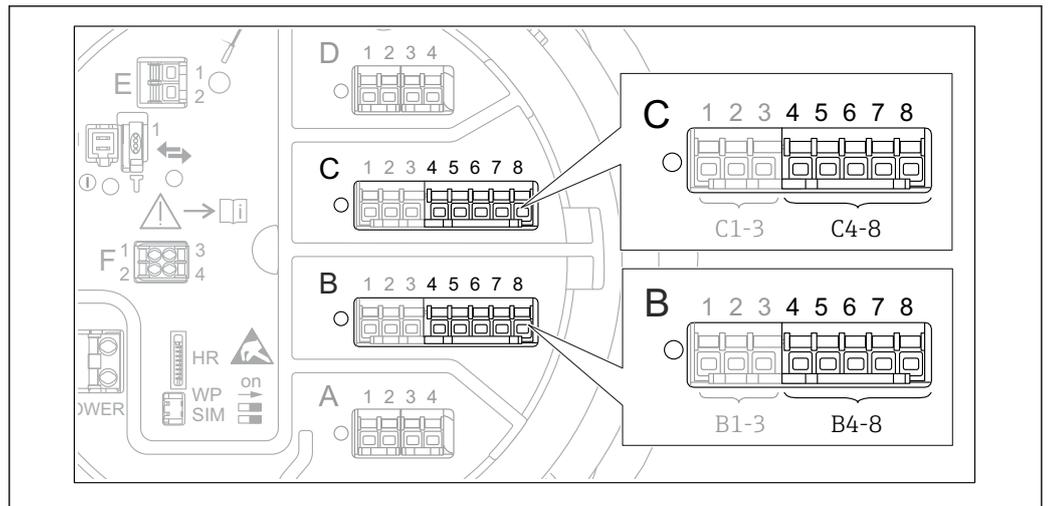 D 1 2 3 4
E 1
2
1
C 1 2 3 4 5 6 7 8
i
F 1 3
2 4
B 1 2 3 4 5 6 7 8
HR
WP on
SIM
OWER
A 1 2 3 4
C 1 2 3 4 5 6 7 8
C1-3 C4-8
B 1 2 3 4 5 6 7 8
B1-3 B4-8